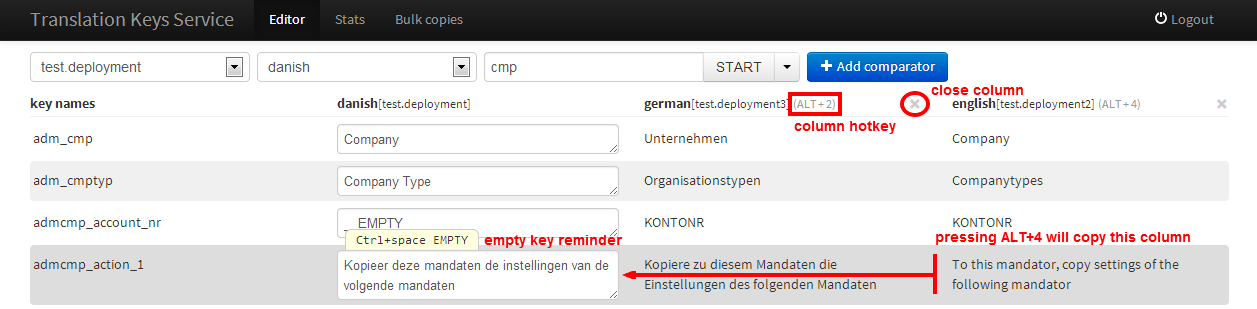 Translation Keys Service Editor Stats Bulk copies Logout
test.deployment danish cmp START Add comparator
close column
key names danish[test.deployment] german[test.deployment3] (ALT + 2) english[test.deployment2] (ALT + 4)
column hotkey
adm_cmp Company Unternehmen Company
adm_cmptyp Company Type Organisationstypen Companytypes
admcmp_account_nr __EMPTY KONTONR KONTONR
Ctrl+space EMPTY empty key reminder pressing ALT+4 will copy this column
admcmp_action_1 Kopieer deze mandaten de instellingen van de Kopiere zu diesem Mandaten die To this mandator, copy settings of the
volgende mandaten Einstellungen des folgenden Mandaten following mandator